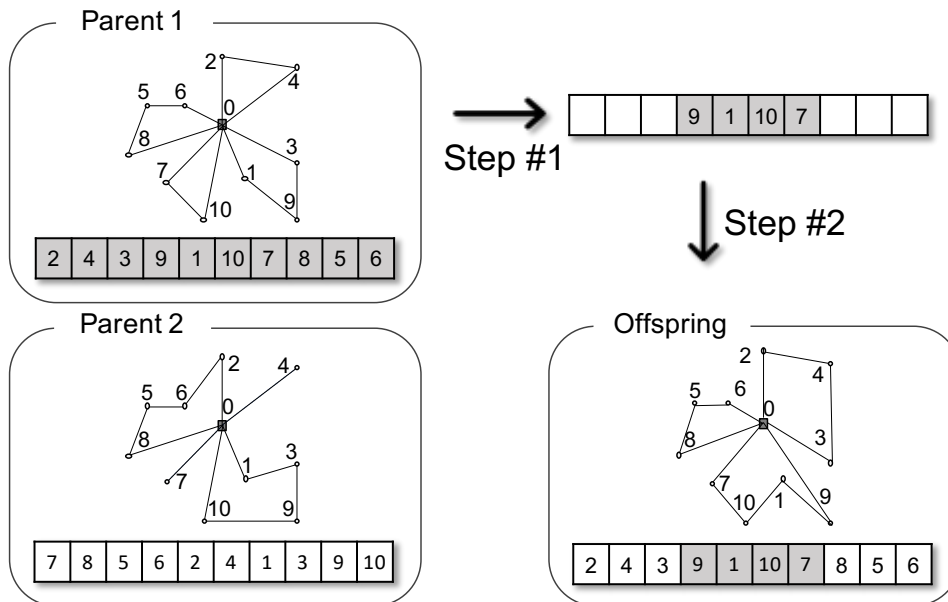 Parent 1
2
4
5 6 0
8 3
7 1
10 9
2 4 3 9 1 10 7 8 5 6
Step #1
9 1 10 7
Step #2
Parent 2
2 4
5 6 0
8
7 1 3
10 9
7 8 5 6 2 4 1 3 9 10
Offspring
2
4
5 6 0
8 3
7
10 1 9
2 4 3 9 1 10 7 8 5 6